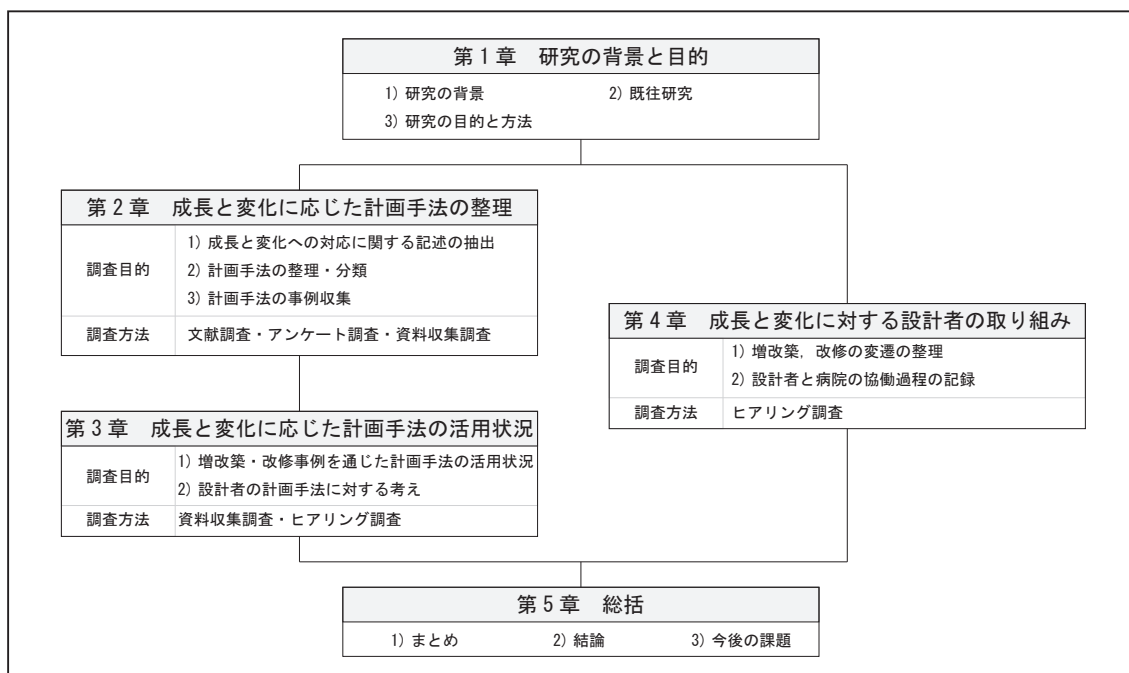 第1章　研究の背景と目的
1) 研究の背景
2) 既往研究
3) 研究の目的と方法
第2章　成長と変化に応じた計画手法の整理
調査目的
1) 成長と変化への対応に関する記述の抽出
2) 計画手法の整理・分類
3) 計画手法の事例収集
調査方法
文献調査・アンケート調査・資料収集調査
第3章　成長と変化に応じた計画手法の活用状況
調査目的
1) 増改築・改修事例を通じた計画手法の活用状況
2) 設計者の計画手法に対する考え
調査方法
資料収集調査・ヒアリング調査
第4章　成長と変化に対する設計者の取り組み
調査目的
1) 増改築，改修の変遷の整理
2) 設計者と病院の協働過程の記録
調査方法
ヒアリング調査
第5章　総括
1) まとめ
2) 結論
3) 今後の課題